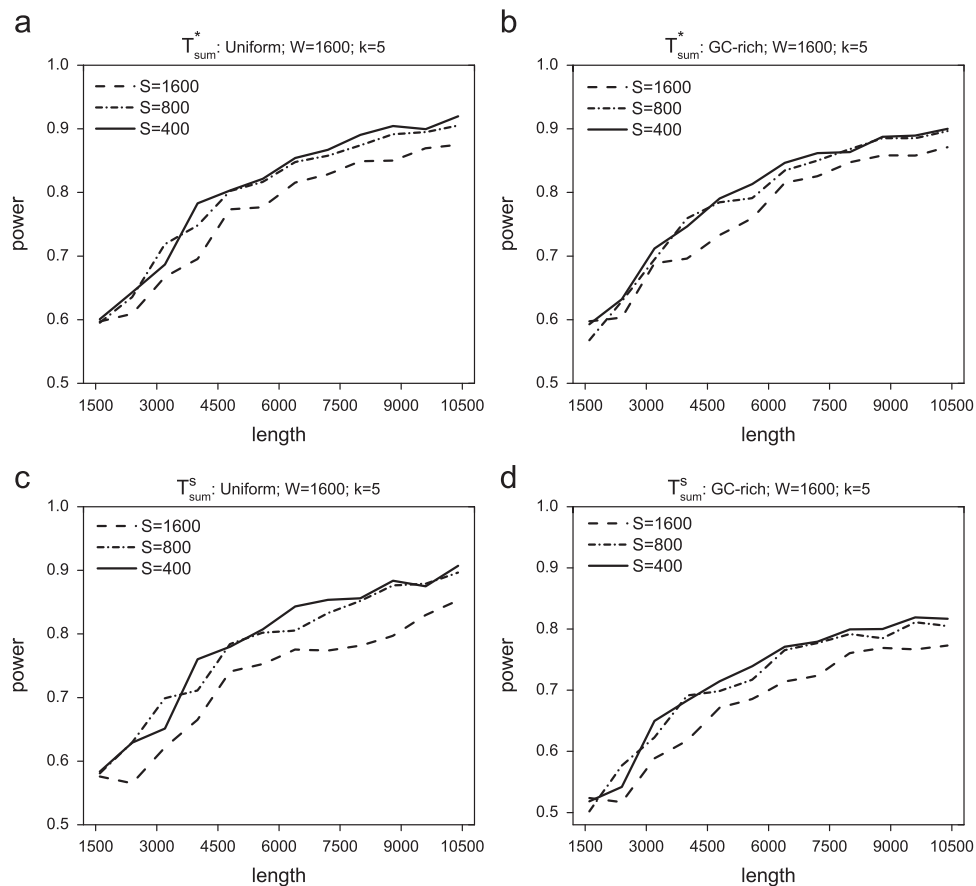 a
T*sum: Uniform; W=1600; k=5
1.0
0.9
0.8
0.7
0.6
0.5
power
S=1600
S=800
S=400
1500 3000 4500 6000 7500 9000 10500
length
b
T*sum: GC-rich; W=1600; k=5
1.0
0.9
0.8
0.7
0.6
0.5
power
S=1600
S=800
S=400
1500 3000 4500 6000 7500 9000 10500
length
c
TSsum: Uniform; W=1600; k=5
1.0
0.9
0.8
0.7
0.6
0.5
power
S=1600
S=800
S=400
1500 3000 4500 6000 7500 9000 10500
length
d
TSsum: GC-rich; W=1600; k=5
1.0
0.9
0.8
0.7
0.6
0.5
power
S=1600
S=800
S=400
1500 3000 4500 6000 7500 9000 10500
length